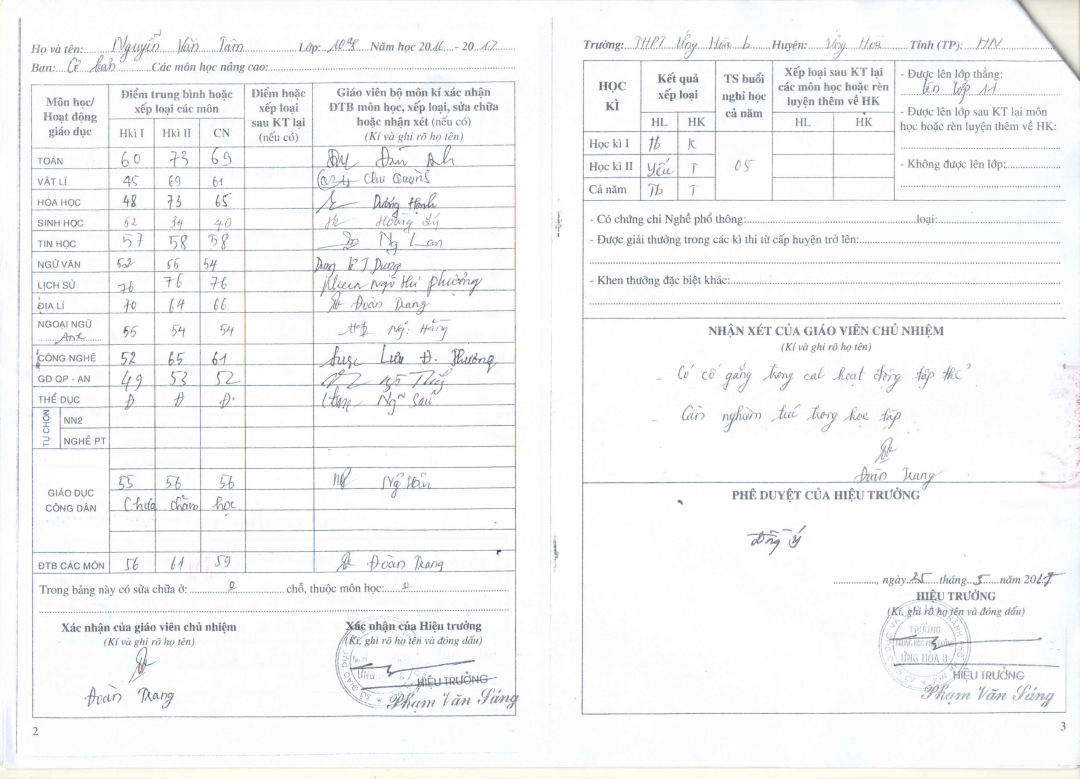 Họ và tên: Nguyễn Văn Tâm Lớp: 10 Năm học 2016 - 2017
Ban: Cơ bản Các môn học nâng cao:
Môn học/ Hoạt động giáo dục | Điểm trung bình hoặc xếp loại các môn | Điểm hoặc xếp loại sau KT lại (nếu có) | Giáo viên bộ môn kí xác nhận ĐTB môn học, xếp loại, sửa chữa hoặc nhận xét (nếu có) (Kí và ghi rõ họ tên)
HKì I HKì II CN
TOÁN 60 73 69 Anh
VẬT LÍ 45 69 61 Chu Quỳnh
HÓA HỌC 48 73 65 Dương Hạnh
SINH HỌC 52 34 40 Hoàng Lý
TIN HỌC 57 58 58 Ng Lan
NGỮ VĂN 52 55 54 Dung
LỊCH SỬ 76 76 76 Ngô Thị Phượng
ĐỊA LÍ 70 64 66 Đoàn Trang
NGOẠI NGỮ
Anh 55 54 54 Ng. Hằng
CÔNG NGHỆ 52 65 61 Đ. Phương
GD QP - AN 49 53 52 Thủy
THỂ DỤC Đ Đ Đ Ng Sáu
TỰ CHỌN
NN2
NGHỀ PT
GIÁO DỤC CÔNG DÂN 55 56 56 Ngô Hân
Chưa chăm học
ĐTB CÁC MÔN 56 61 59 Đoàn Trang
Trong bảng này có sửa chữa ở: chỗ, thuộc môn học:
Xác nhận của giáo viên chủ nhiệm
(Kí và ghi rõ họ tên)
Đoàn Trang
Xác nhận của Hiệu trưởng
(Kí, ghi rõ họ tên và đóng dấu)
HIỆU TRƯỞNG
Phạm Văn Sáng
2
Trường: THPT Ứng Hòa b Huyện: Ứng Hòa Tỉnh (TP): HN
HỌC KÌ | Kết quả xếp loại | TS buổi nghỉ học cả năm | Xếp loại sau KT lại các môn học hoặc rèn luyện thêm về HK
HL HK HL HK
Học kì I tb K
Học kì II Yếu T 05
Cả năm Tb T
- Được lên lớp thẳng:
lên lớp 11
- Được lên lớp sau KT lại môn học hoặc rèn luyện thêm về HK:
- Không được lên lớp:
- Có chứng chỉ Nghề phổ thông: loại:
- Được giải thưởng trong các kì thi từ cấp huyện trở lên:
- Khen thưởng đặc biệt khác:
NHẬN XÉT CỦA GIÁO VIÊN CHỦ NHIỆM
(Kí và ghi rõ họ tên)
- Có cố gắng trong các hoạt động tập thể
Cần nghiêm túc trong học tập
Đoàn Trang
PHÊ DUYỆT CỦA HIỆU TRƯỞNG
Đồng ý
, ngày 25 tháng 5 năm 2017
HIỆU TRƯỞNG
(Kí, ghi rõ họ tên và đóng dấu)
TRƯỜNG
TRUNG HỌC PHỔ THÔNG
ỨNG HÒA B
HIỆU TRƯỞNG
Phạm Văn Sáng
3